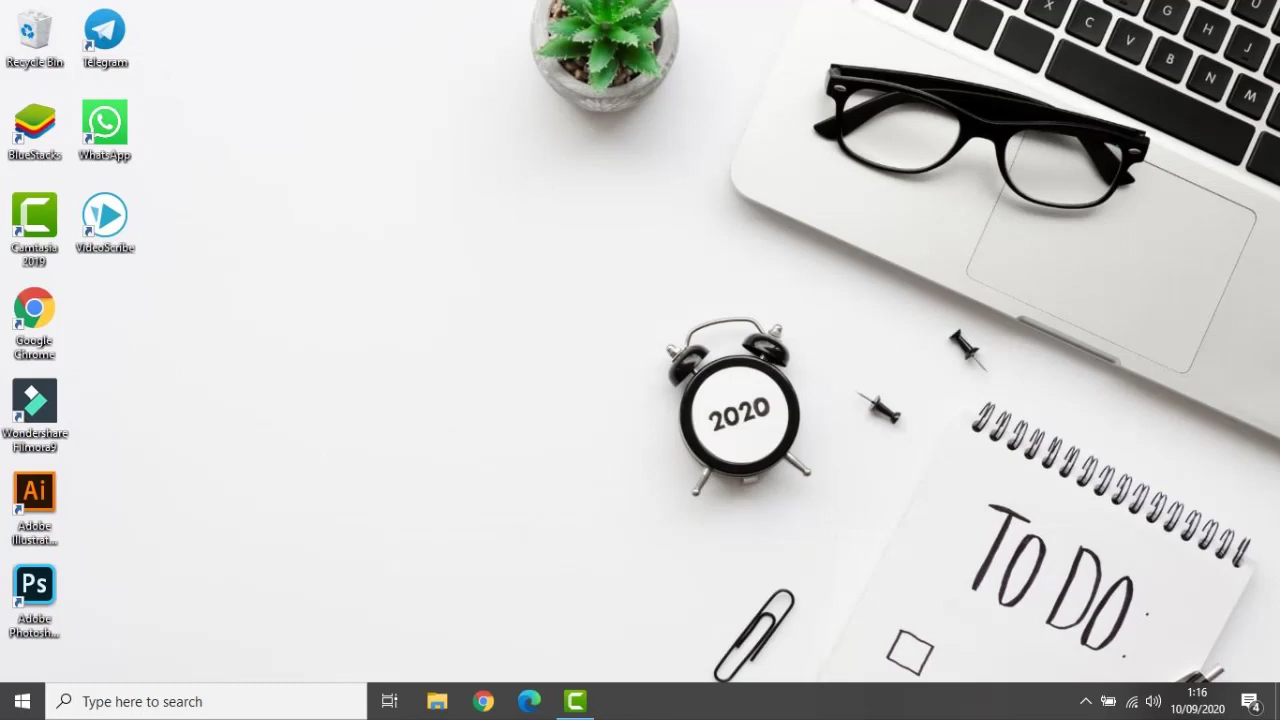 Recycle Bin
Telegram
BlueStacks
WhatsApp
Camtasia
2019
VideoScribe
Google
Chrome
Wondershare
Filmora9
Ai
Adobe
Illustrat...
Ps
Adobe
Photosh...
2020
TO DO
X
C
V
B
N
M
G
H
J
U
Type here to search
1:16
10/09/2020
4